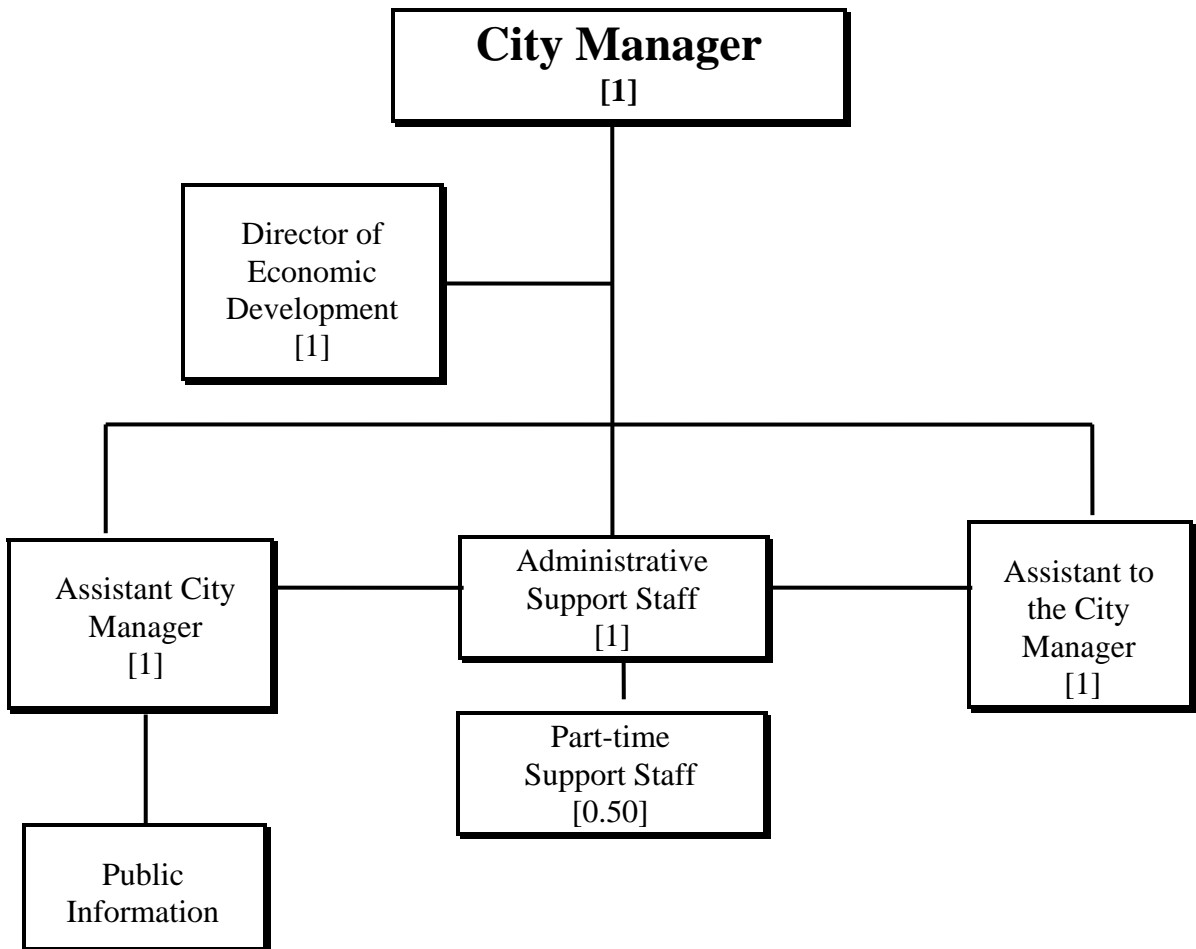 City Manager
[1]
Director of
Economic
Development
[1]
Assistant City
Manager
[1]
Administrative
Support Staff
[1]
Assistant to
the City
Manager
[1]
Part-time
Support Staff
[0.50]
Public
Information